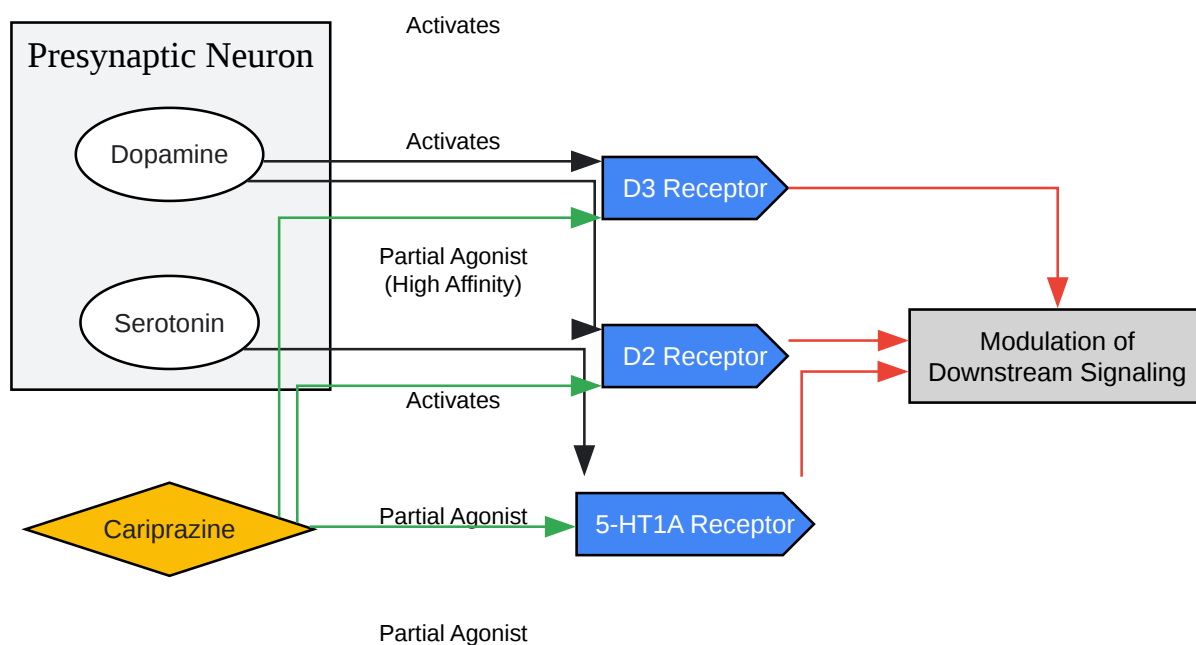 Activates
Presynaptic Neuron
Dopamine
Activates
D3 Receptor
Partial Agonist
(High Affinity)
Serotonin
D2 Receptor
Modulation of
Downstream Signaling
Activates
Cariprazine
Partial Agonist
5-HT1A Receptor
Partial Agonist